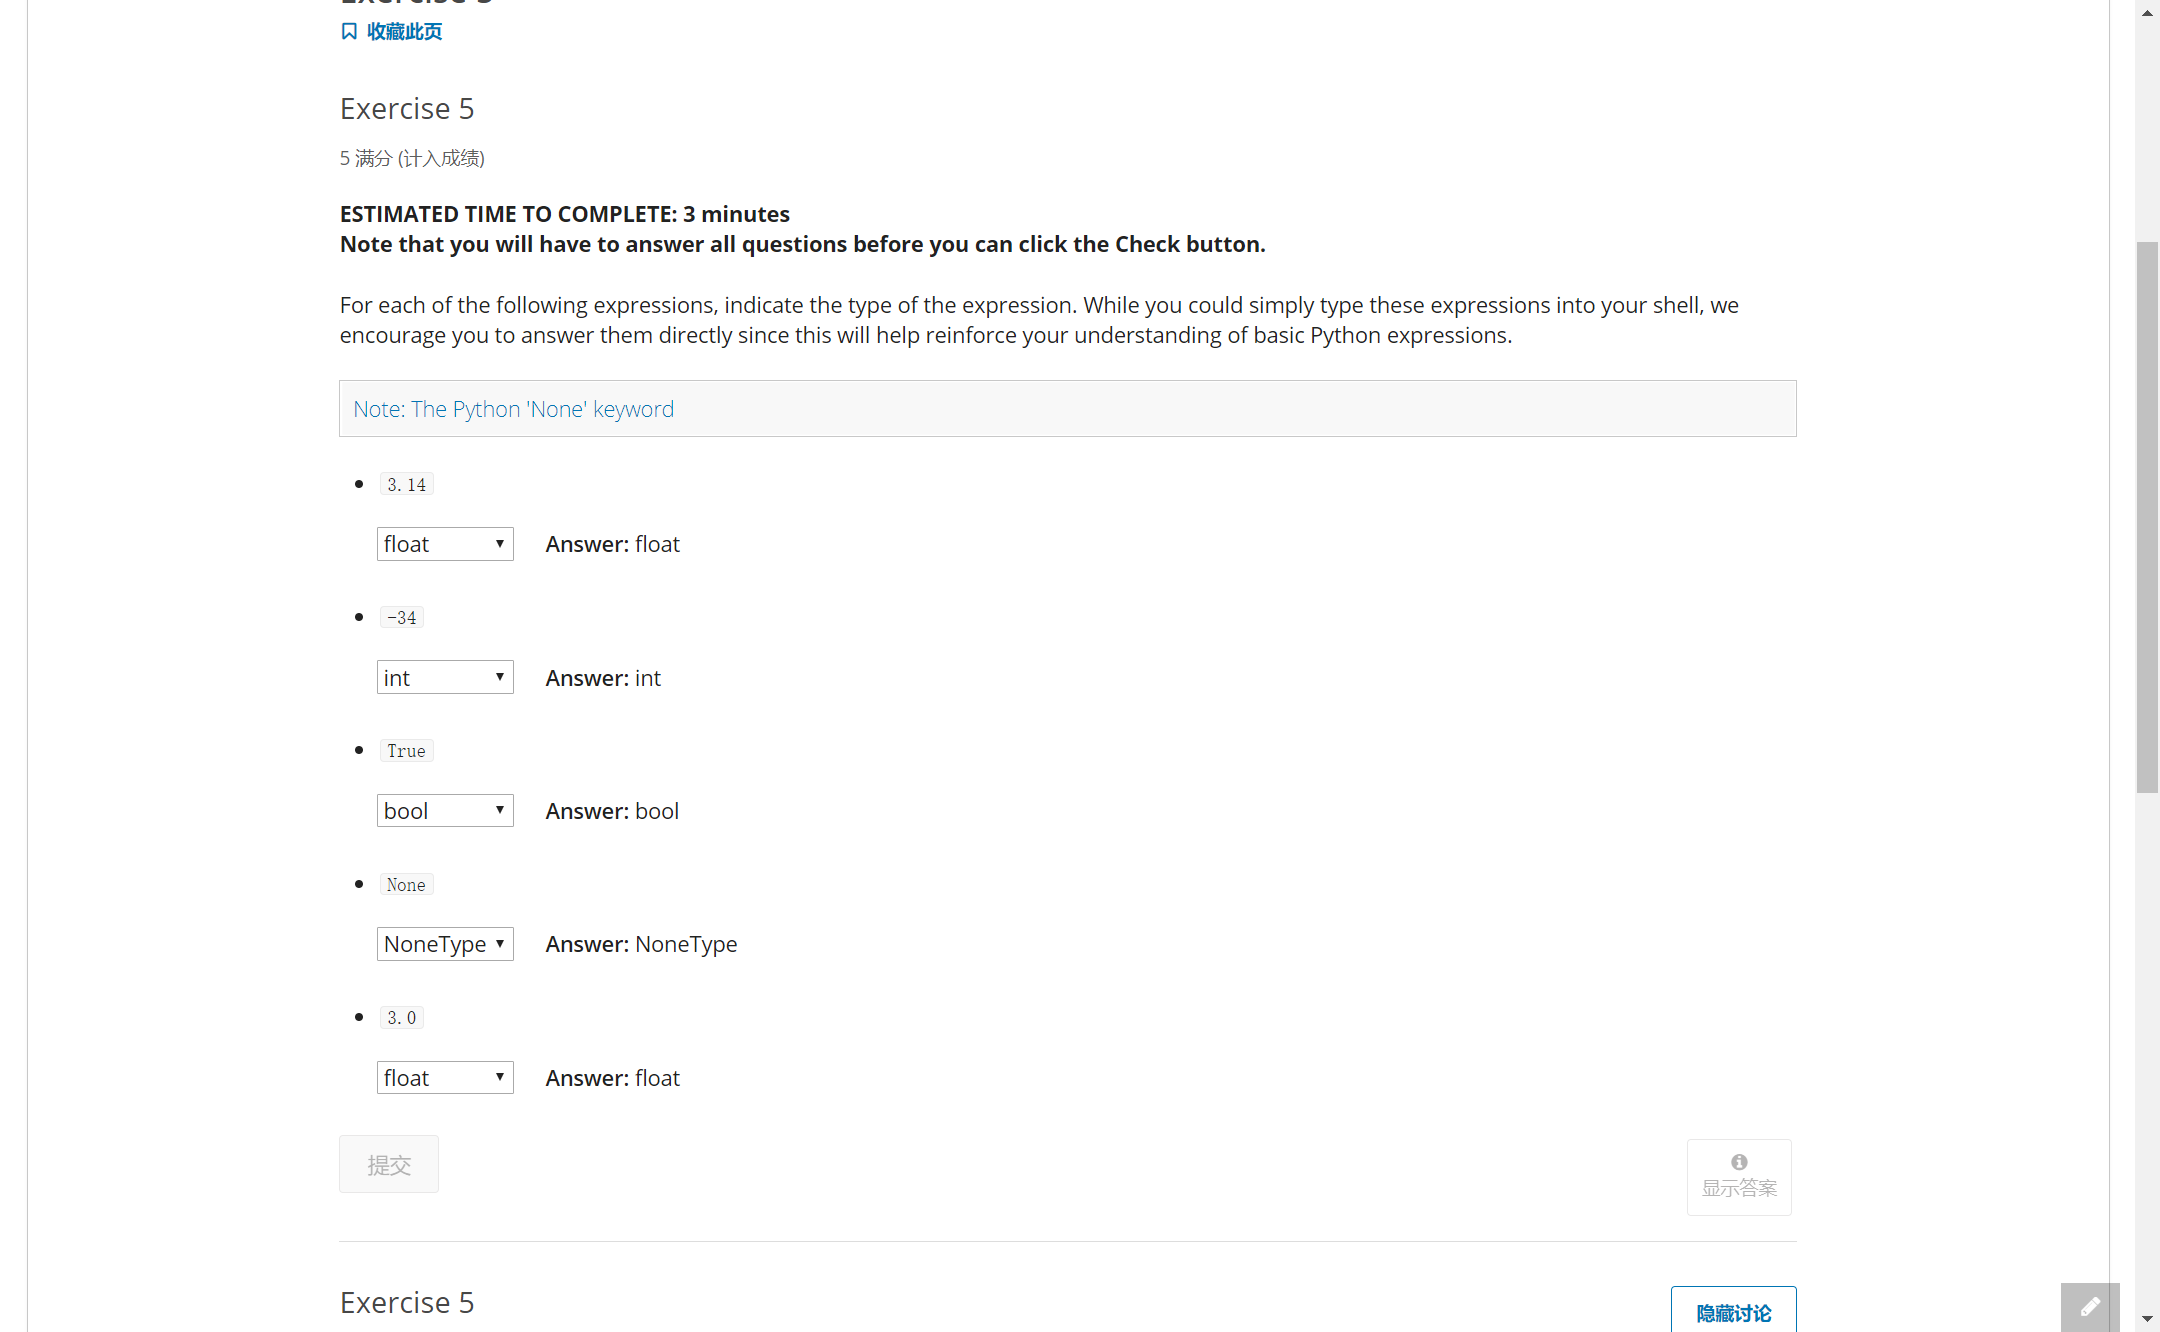 收藏此页
Exercise 5
5 满分 (计入成绩)
ESTIMATED TIME TO COMPLETE: 3 minutes
Note that you will have to answer all questions before you can click the Check button.
For each of the following expressions, indicate the type of the expression. While you could simply type these expressions into your shell, we
encourage you to answer them directly since this will help reinforce your understanding of basic Python expressions.
Note: The Python 'None' keyword
3.14
float Answer: float
-34
int Answer: int
True
bool Answer: bool
None
NoneType Answer: NoneType
3.0
float Answer: float
提交
显示答案
Exercise 5
隐藏讨论